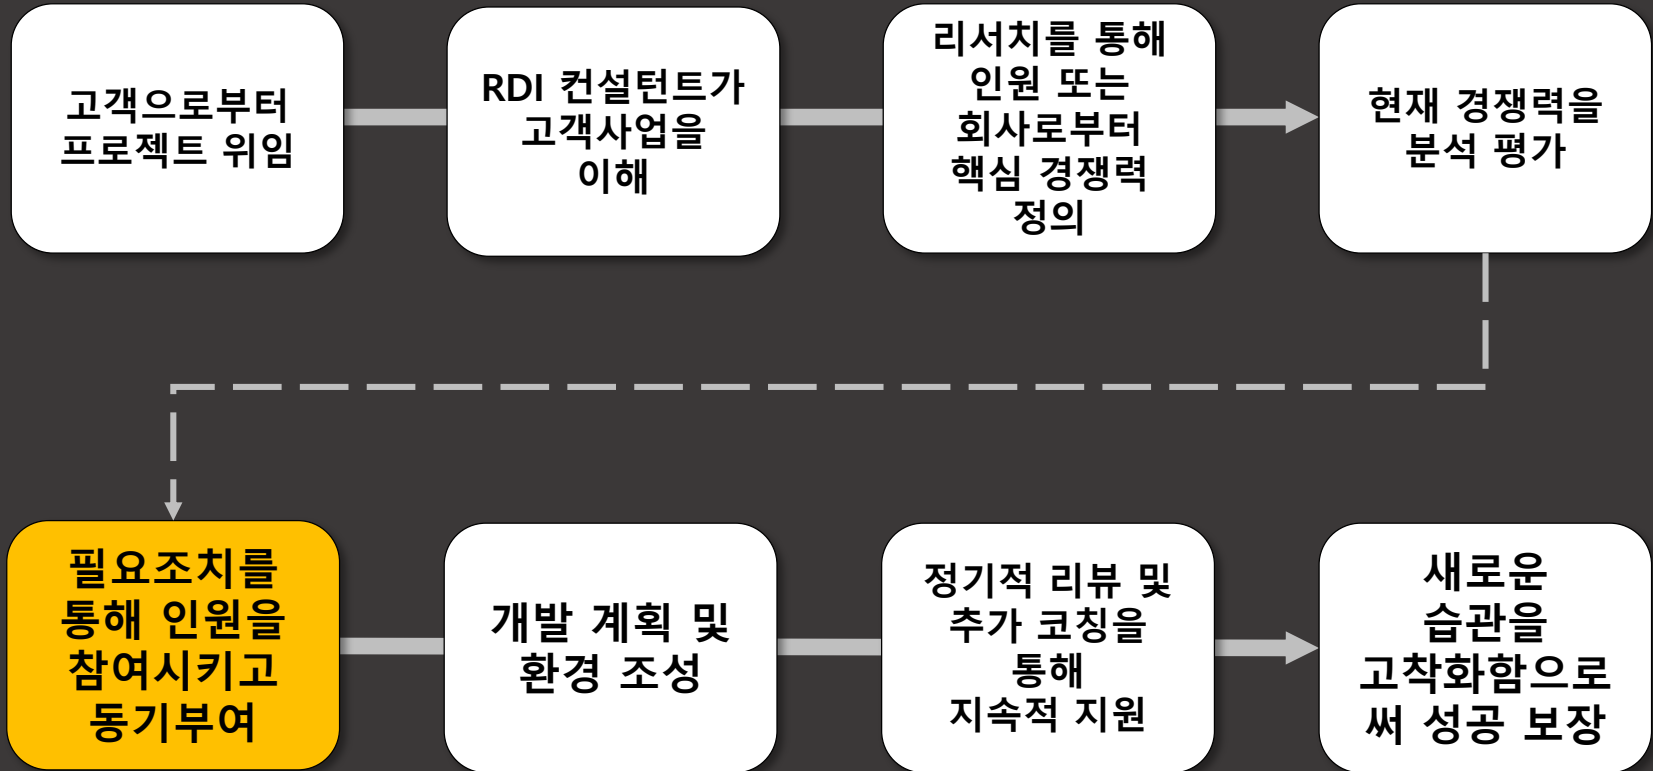 고객으로부터
프로젝트 위임
RDI 컨설턴트가
고객사업을
이해
리서치를 통해
인원 또는
회사로부터
핵심 경쟁력
정의
현재 경쟁력을
분석 평가
필요조치를
통해 인원을
참여시키고
동기부여
개발 계획 및
환경 조성
정기적 리뷰 및
추가 코칭을
통해
지속적 지원
새로운
습관을
고착화함으로
써 성공 보장